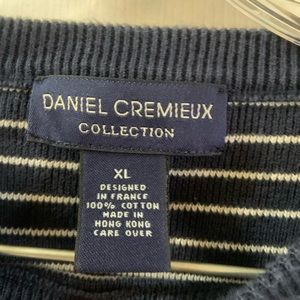 DANIEL CREMIEUX
COLLECTION
XL
DESIGNED
IN FRANCE
100% COTTON
MADE IN
HONG KONG
CARE OVER